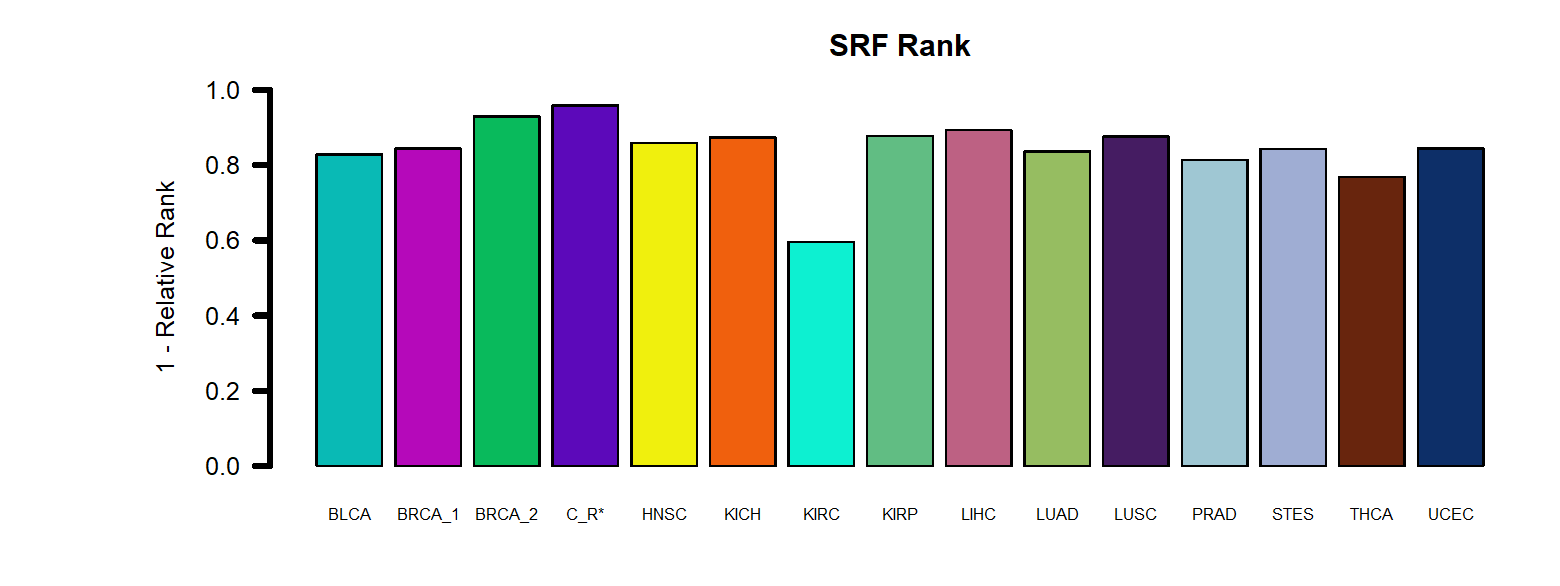 SRF Rank
1 - Relative Rank
1.0
0.8
0.6
0.4
0.2
0.0
BLCA BRCA_1 BRCA_2 C_R* HNSC KICH KIRC KIRP LIHC LUAD LUSC PRAD STES THCA UCEC